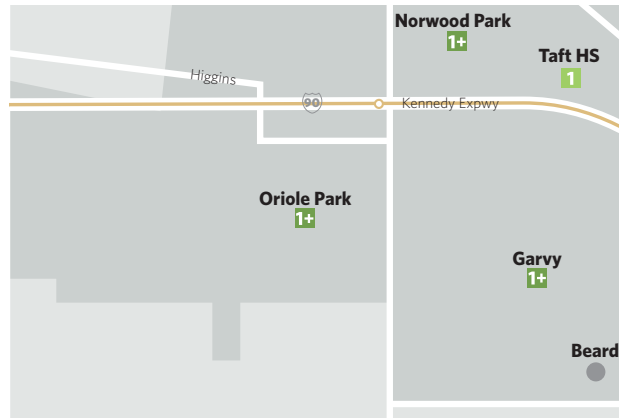 Norwood Park
1+
Taft HS
1
Higgins
90
Kennedy Expwy
Oriole Park
1+
Garvy
1+
Beard